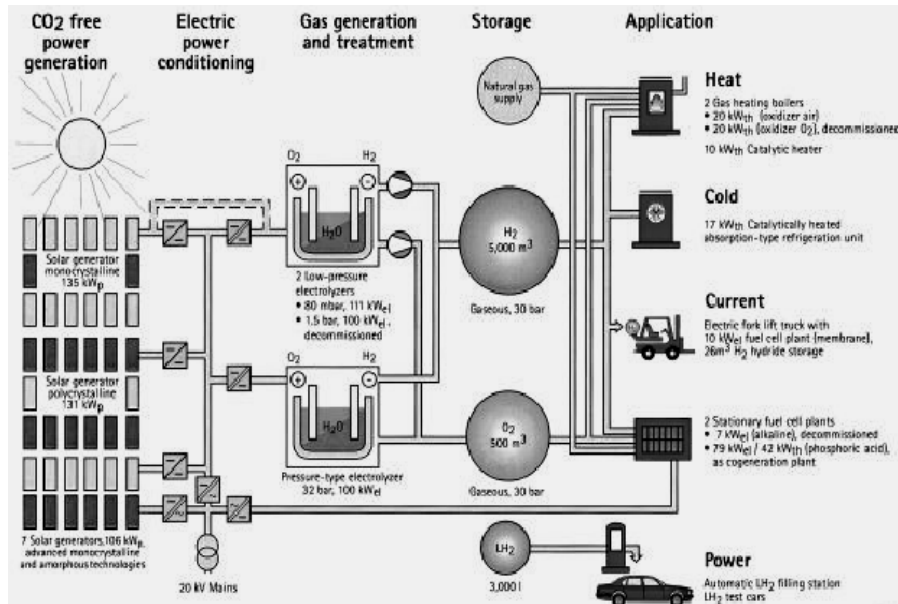 CO2 free
power
generation
Electric
power
conditioning
Gas generation
and treatment
Storage
Application
Solar generator
monocrystalline
135 kWp
Solar generator
polycrystalline
131 kWp
7 Solar generators, 106 kWp,
advanced monocrystalline
and amorphous technologies
20 kV Mains
O2
H2
+
-
H2O
2 Low-pressure
electrolyzers
• 80 mbar, 111 kWel
• 1.5 bar, 100 kWel,
decommissioned
O2
H2
+
-
H2O
Pressure-type electrolyzer
32 bar, 100 kWel
Natural gas
supply
H2
5,000 m3
Gaseous, 30 bar
O2
500 m3
Gaseous, 30 bar
LH2
3,000 l
Heat
2 Gas heating boilers
• 20 kWth (oxidizer air)
• 20 kWth (oxidizer O2), decommissioned
10 kWth Catalytic heater
Cold
17 kWth Catalytically heated
absorption-type refrigeration unit
Current
Electric fork lift truck with
10 kWel fuel cell plant (membrane),
26m3 H2 hydride storage
2 Stationary fuel cell plants
• 7 kWel (alkaline), decommissioned
• 79 kWel / 42 kWth (phosphoric acid),
as cogeneration plant
Power
Automatic LH2 filling station
LH2 test cars